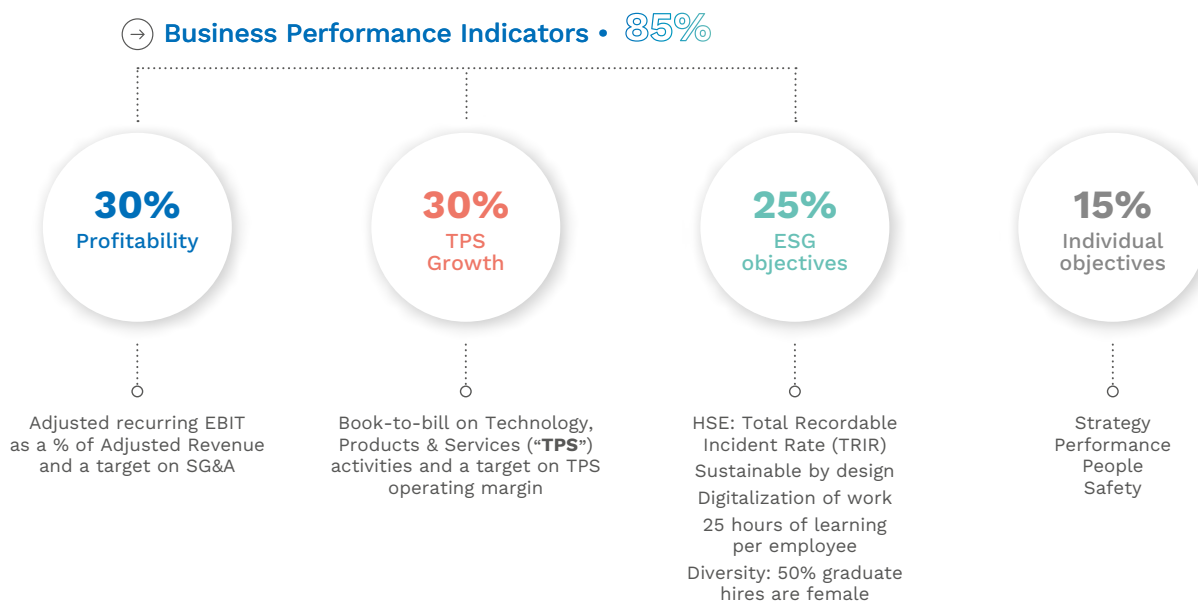 Business Performance Indicators • 85%
30%
Profitability
Adjusted recurring EBIT
as a % of Adjusted Revenue
and a target on SG&A
30%
TPS
Growth
Book-to-bill on Technology,
Products & Services (“TPS”)
activities and a target on TPS
operating margin
25%
ESG
objectives
HSE: Total Recordable
Incident Rate (TRIR)
Sustainable by design
Digitalization of work
25 hours of learning
per employee
Diversity: 50% graduate
hires are female
15%
Individual
objectives
Strategy
Performance
People
Safety